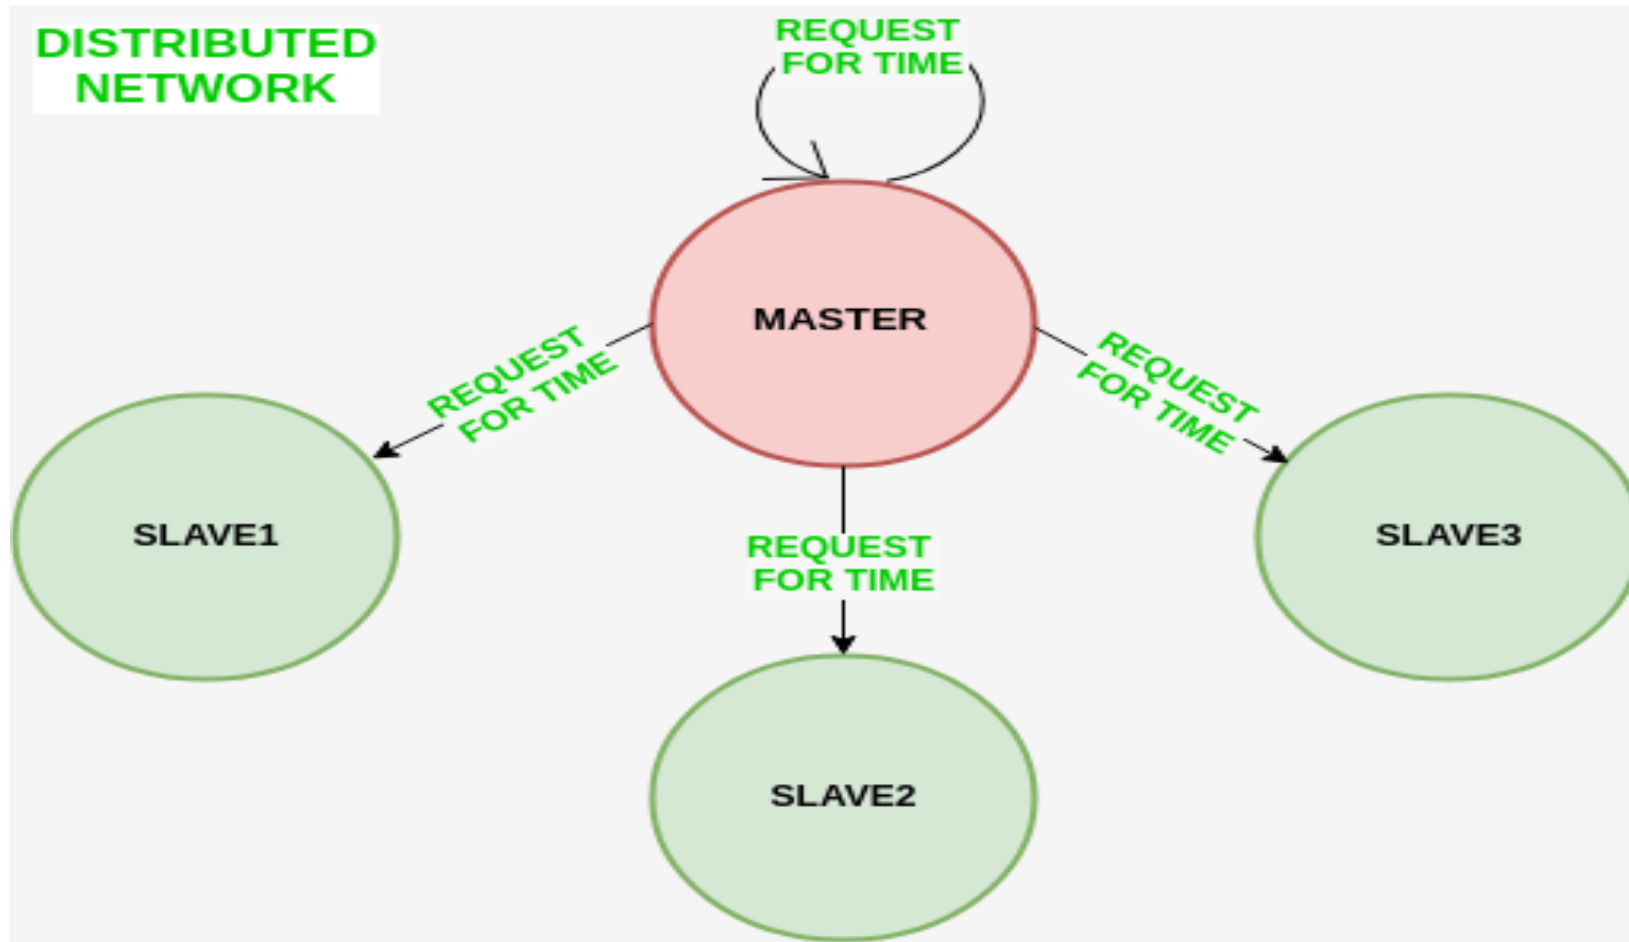 DISTRIBUTED
NETWORK
REQUEST
FOR TIME
MASTER
REQUEST
FOR TIME
REQUEST
FOR TIME
SLAVE1
REQUEST
FOR TIME
SLAVE3
SLAVE2